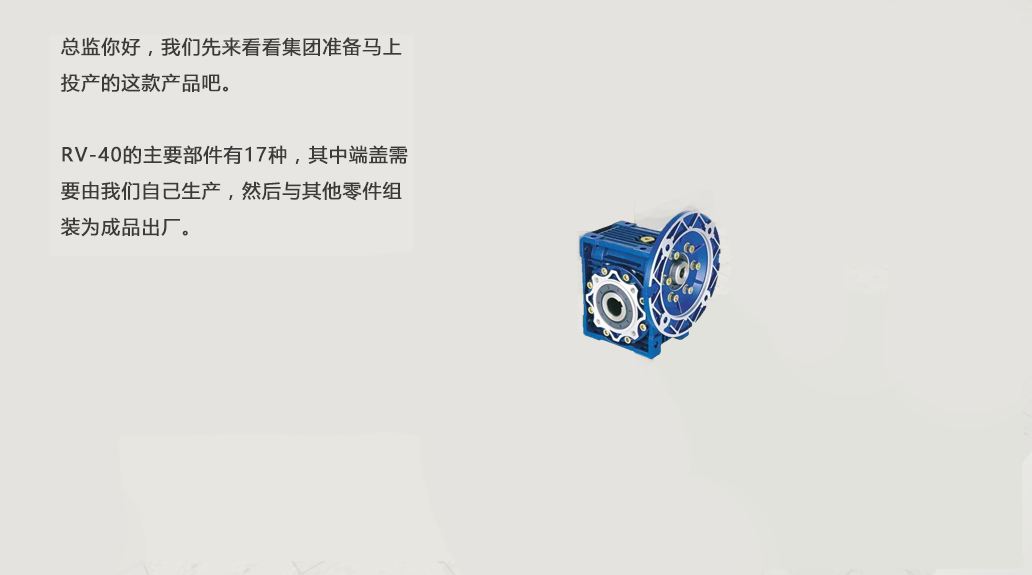 总监你好，我们先来看看集团准备马上
投产的这款产品吧。
RV-40的主要部件有17种，其中端盖需
要由我们自己生产，然后与其他零件组
装为成品出厂。